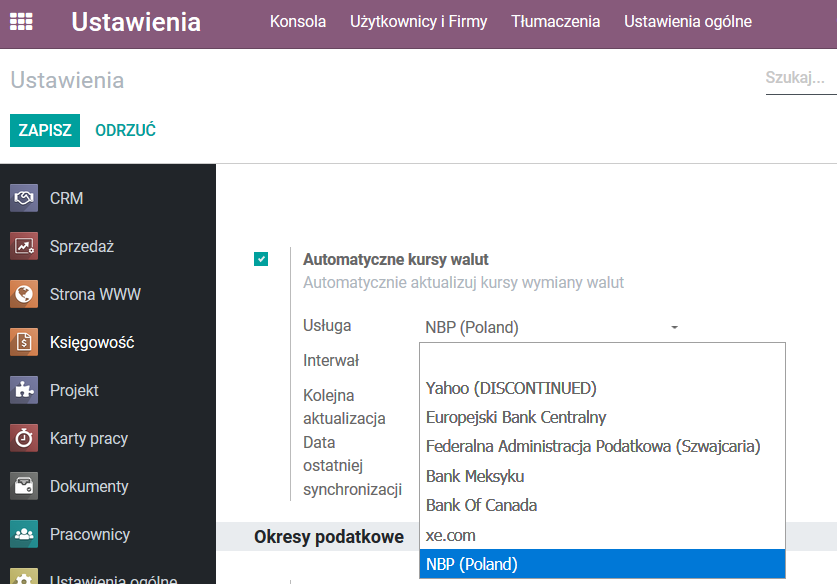 Ustawienia
Konsola
Użytkownicy i Firmy
Tłumaczenia
Ustawienia ogólne
Ustawienia
Szukaj...
ZAPISZ
ODRZUĆ
CRM
Sprzedaż
Strona WWW
Księgowość
Projekt
Karty pracy
Dokumenty
Pracownicy
Ustawienia ogólne
Automatyczne kursy walut
Automatycznie aktualizuj kursy wymiany walut
Usługa
NBP (Poland)
Interwał
Kolejna
aktualizacja
Data
ostatniej
synchronizacji
Yahoo (DISCONTINUED)
Europejski Bank Centralny
Federalna Administracja Podatkowa (Szwajcaria)
Bank Meksyku
Bank Of Canada
xe.com
NBP (Poland)
Okresy podatkowe